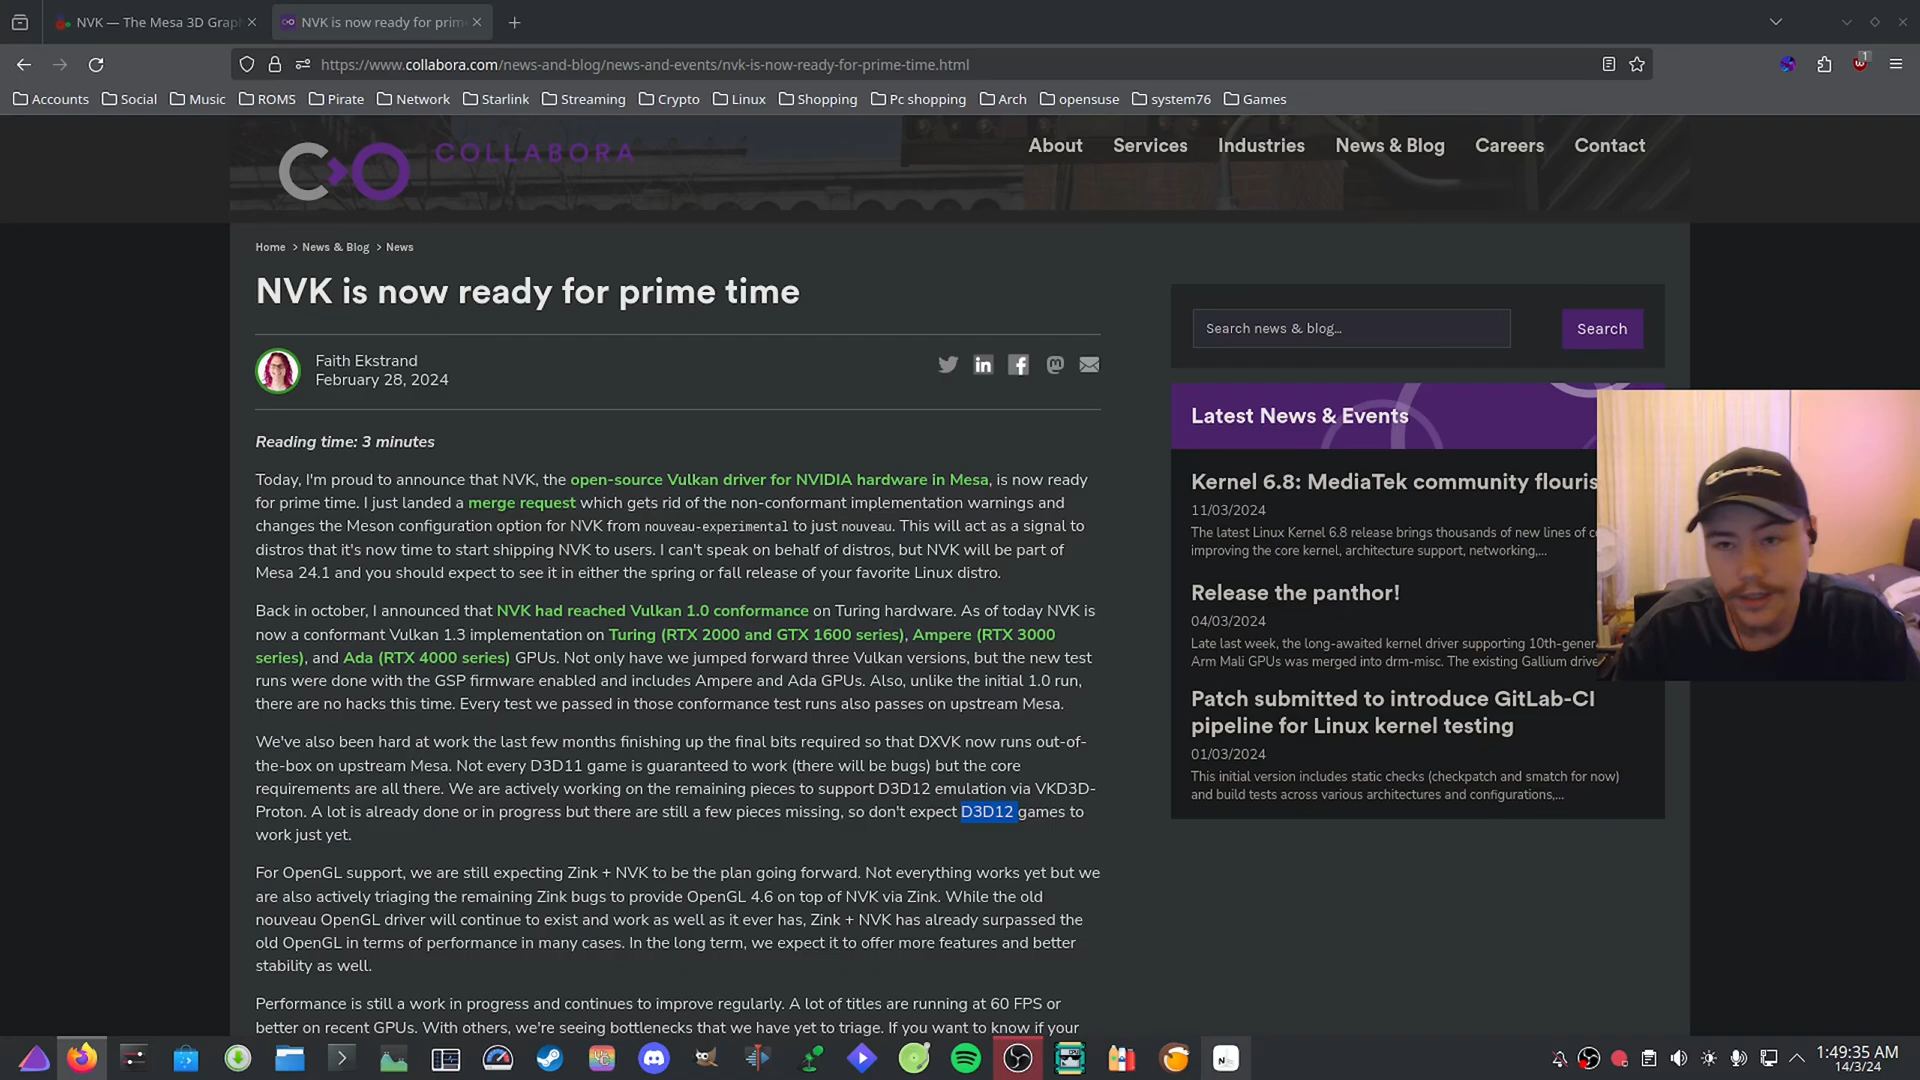 NVK — The Mesa 3D Grap
NVK is now ready for prim
https://www.collabora.com/news-and-blog/news-and-events/nvk-is-now-ready-for-prime-time.html
1
Accounts Social Music ROMS Pirate Network Starlink Streaming Crypto Linux Shopping Pc shopping Arch opensuse system76 Games
COLLABORA
About Services Industries News & Blog Careers Contact
Home > News & Blog > News
NVK is now ready for prime time
Faith Ekstrand
February 28, 2024
Reading time: 3 minutes
Today, I'm proud to announce that NVK, the open-source Vulkan driver for NVIDIA hardware in Mesa, is now ready
for prime time. I just landed a merge request which gets rid of the non-conformant implementation warnings and
changes the Meson configuration option for NVK from nouveau-experimental to just nouveau. This will act as a signal to
distros that it's now time to start shipping NVK to users. I can't speak on behalf of distros, but NVK will be part of
Mesa 24.1 and you should expect to see it in either the spring or fall release of your favorite Linux distro.
Back in october, I announced that NVK had reached Vulkan 1.0 conformance on Turing hardware. As of today NVK is
now a conformant Vulkan 1.3 implementation on Turing (RTX 2000 and GTX 1600 series), Ampere (RTX 3000
series), and Ada (RTX 4000 series) GPUs. Not only have we jumped forward three Vulkan versions, but the new test
runs were done with the GSP firmware enabled and includes Ampere and Ada GPUs. Also, unlike the initial 1.0 run,
there are no hacks this time. Every test we passed in those conformance test runs also passes on upstream Mesa.
We've also been hard at work the last few months finishing up the final bits required so that DXVK now runs out-of-
the-box on upstream Mesa. Not every D3D11 game is guaranteed to work (there will be bugs) but the core
requirements are all there. We are actively working on the remaining pieces to support D3D12 emulation via VKD3D-
Proton. A lot is already done or in progress but there are still a few pieces missing, so don't expect D3D12 games to
work just yet.
For OpenGL support, we are still expecting Zink + NVK to be the plan going forward. Not everything works yet but we
are also actively triaging the remaining Zink bugs to provide OpenGL 4.6 on top of NVK via Zink. While the old
nouveau OpenGL driver will continue to exist and work as well as it ever has, Zink + NVK has already surpassed the
old OpenGL in terms of performance in many cases. In the long term, we expect it to offer more features and better
stability as well.
Performance is still a work in progress and continues to improve regularly. A lot of titles are running at 60 FPS or
better on recent GPUs. With others, we're seeing bottlenecks that we have yet to triage. If you want to know if your
Search news & blog...
Search
Latest News & Events
Kernel 6.8: MediaTek community flouris
11/03/2024
The latest Linux Kernel 6.8 release brings thousands of new lines of co
improving the core kernel, architecture support, networking,...
Release the panthor!
04/03/2024
Late last week, the long-awaited kernel driver supporting 10th-gener
Arm Mali GPUs was merged into drm-misc. The existing Gallium drive
Patch submitted to introduce GitLab-CI
pipeline for Linux kernel testing
01/03/2024
This initial version includes static checks (checkpatch and smatch for now)
and build tests across various architectures and configurations,...
1:49:35 AM
14/3/24